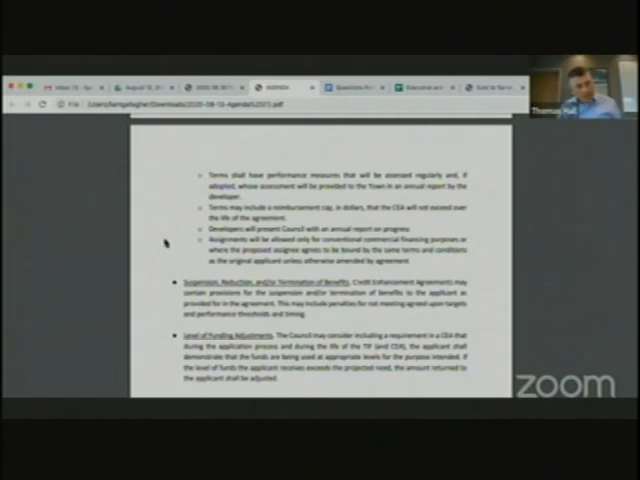 AGENDA
Questions
Executive
File
Thomas Hall
Terms shall have performance measures that will be assessed regularly and, if
adopted, whose assessment will be provided to the Town in an annual report by the
developer.
Terms may include a reimbursement cap, in dollars, that the CEA will not exceed over
the life of the agreement.
Developers will present Council with an annual report on progress
Assignments will be allowed only for conventional commercial financing purposes or
where the proposed assignee agrees to be bound by the same terms and conditions
as the original applicant unless otherwise amended by agreement
Suspension, Reduction, and/or Termination of Benefits. Credit Enhancement Agreements may
contain provisions for the suspension and/or termination of benefits to the applicant as
provided for in the agreement. This may include penalties for not meeting agreed upon targets
and performance thresholds and timing.
Level of Funding Adjustments. The Council may consider including a requirement in a CEA that
during the application process and during the life of the TIF (and CEA), the applicant shall
demonstrate that the funds are being used at appropriate levels for the purpose intended. If
the level of funds the applicant receives exceeds the projected need, the amount returned to
the applicant shall be adjusted.
zoom